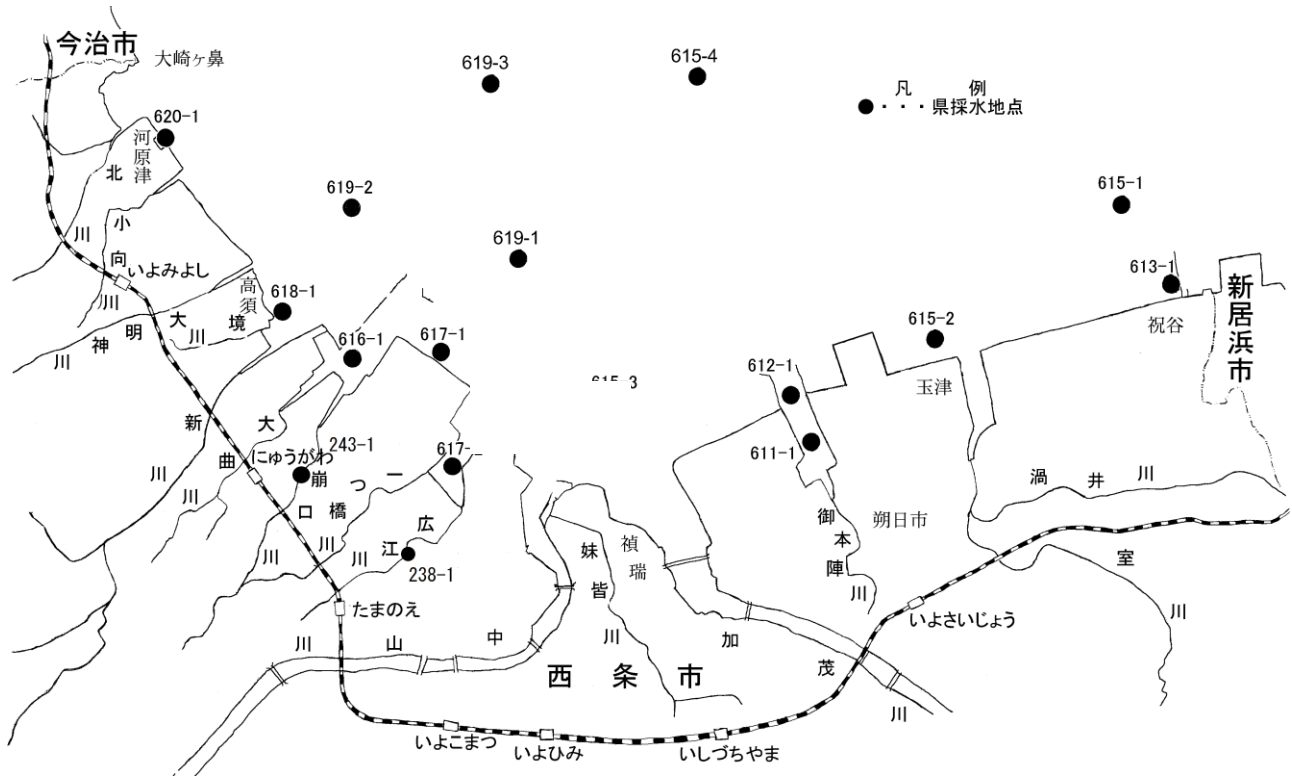 今治市
大崎ヶ鼻
619-3
615-4
凡 例
●・・・県採水地点
620-1
河原津
北川
619-2
615-1
小向川
619-1
613-1
いよみよし
新居浜市
高須
618-1
大明神川
境川
祝谷
616-1
617-1
615-2
612-1
玉津
新川
大曲川
243-1
にゅうがわ
617-
611-1
崩口川
一つ橋川
渦井川
広江川
御本陣川
朔日市
238-1
妹皆川
禎瑞
室川
たまのえ
いよさいじょう
中山川
加茂川
西条市
いよこまつ
いよひみ
いしづちやま